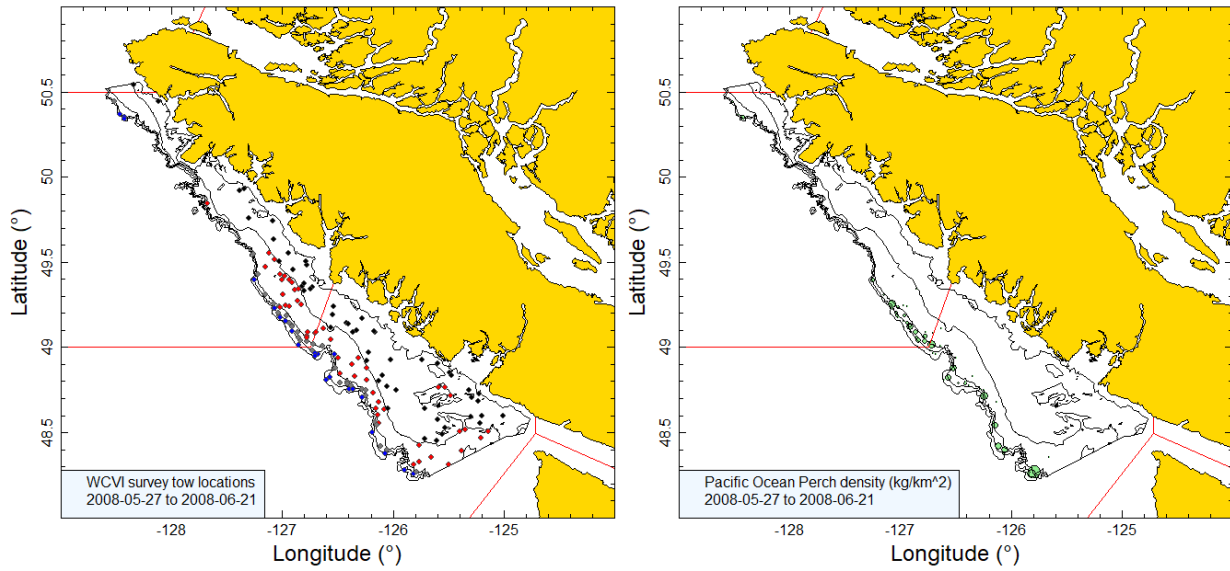 50.5
50
49.5
49
48.5
Latitude (°)
-128
-127
-126
-125
Longitude (°)
WCVI survey tow locations
2008-05-27 to 2008-06-21
50.5
50
49.5
49
48.5
Latitude (°)
-128
-127
-126
-125
Longitude (°)
Pacific Ocean Perch density (kg/km^2)
2008-05-27 to 2008-06-21